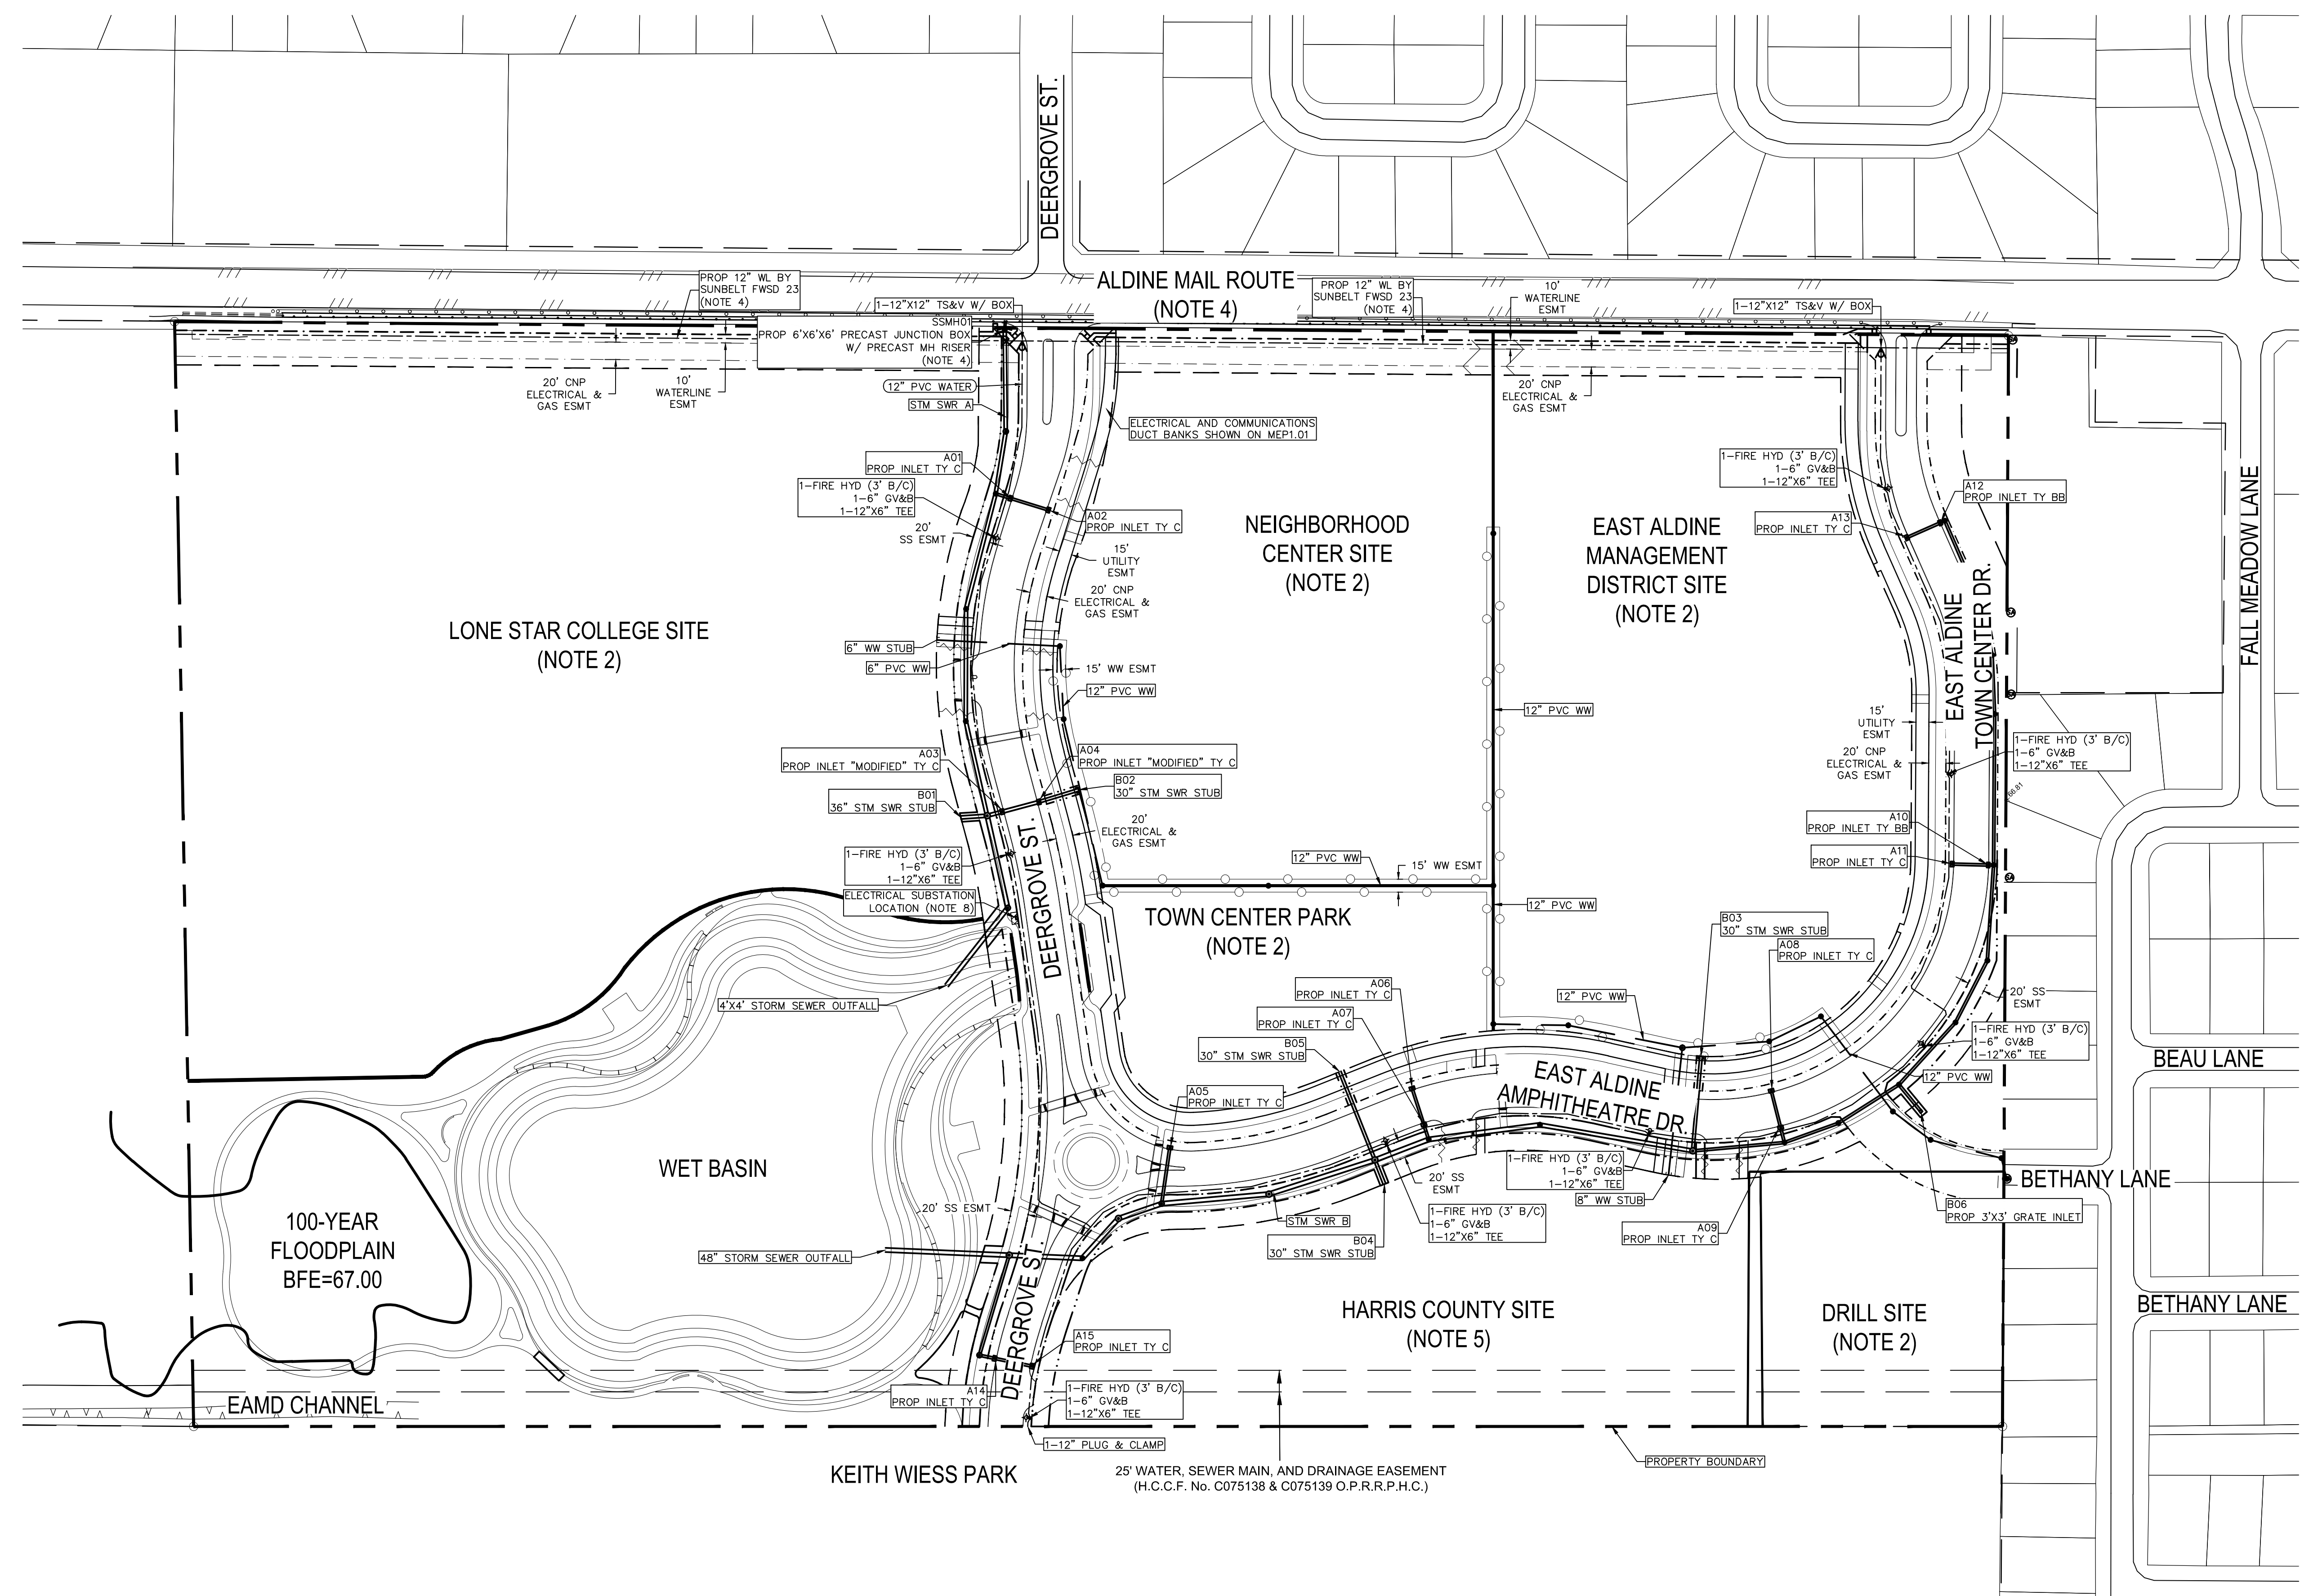 DEERGROVE ST.
ALDINE MAIL ROUTE
(NOTE 4)
PROP 12" WL BY
SUNBELT FWSD 23
(NOTE 4)
1-12"X12" TS&V W/ BOX
SSMH01
PROP 6'X6'X6' PRECAST JUNCTION BOX
W/ PRECAST MH RISER
(NOTE 4)
PROP 12" WL BY
SUNBELT FWSD 23
(NOTE 4)
10'
WATERLINE
ESMT
1-12"X12" TS&V W/ BOX
20' CNP
ELECTRICAL &
GAS ESMT
10'
WATERLINE
ESMT
12" PVC WATER
STM SWR A
20' CNP
ELECTRICAL &
GAS ESMT
ELECTRICAL AND COMMUNICATIONS
DUCT BANKS SHOWN ON MEP1.01
A01
PROP INLET TY C
1-FIRE HYD (3' B/C)
1-6" GV&B
1-12"X6" TEE
20'
SS ESMT
A02
PROP INLET TY C
15'
UTILITY
ESMT
20' CNP
ELECTRICAL &
GAS ESMT
NEIGHBORHOOD
CENTER SITE
(NOTE 2)
EAST ALDINE
MANAGEMENT
DISTRICT SITE
(NOTE 2)
1-FIRE HYD (3' B/C)
1-6" GV&B
1-12"X6" TEE
A12
PROP INLET TY BB
A13
PROP INLET TY C
FALL MEADOW LANE
EAST ALDINE
TOWN CENTER DR.
LONE STAR COLLEGE SITE
(NOTE 2)
6" WW STUB
6" PVC WW
15' WW ESMT
12" PVC WW
12" PVC WW
15'
UTILITY
ESMT
20' CNP
ELECTRICAL &
GAS ESMT
1-FIRE HYD (3' B/C)
1-6" GV&B
1-12"X6" TEE
66.81
A03
PROP INLET "MODIFIED" TY C
A04
PROP INLET "MODIFIED" TY C
B02
30" STM SWR STUB
B01
36" STM SWR STUB
20'
ELECTRICAL &
GAS ESMT
A10
PROP INLET TY BB
A11
PROP INLET TY C
1-FIRE HYD (3' B/C)
1-6" GV&B
1-12"X6" TEE
ELECTRICAL SUBSTATION
LOCATION (NOTE 8)
DEERGROVE ST.
12" PVC WW
15' WW ESMT
12" PVC WW
TOWN CENTER PARK
(NOTE 2)
B03
30" STM SWR STUB
A08
PROP INLET TY C
4'X4' STORM SEWER OUTFALL
A06
PROP INLET TY C
A07
PROP INLET TY C
B05
30" STM SWR STUB
12" PVC WW
20' SS
ESMT
1-FIRE HYD (3' B/C)
1-6" GV&B
1-12"X6" TEE
12" PVC WW
BEAU LANE
A05
PROP INLET TY C
EAST ALDINE
AMPHITHEATRE DR.
WET BASIN
1-FIRE HYD (3' B/C)
1-6" GV&B
1-12"X6" TEE
8" WW STUB
20' SS
ESMT
BETHANY LANE
20' SS ESMT
STM SWR B
B04
30" STM SWR STUB
1-FIRE HYD (3' B/C)
1-6" GV&B
1-12"X6" TEE
A09
PROP INLET TY C
B06
PROP 3'X3' GRATE INLET
100-YEAR
FLOODPLAIN
BFE=67.00
48" STORM SEWER OUTFALL
DEERGROVE ST.
HARRIS COUNTY SITE
(NOTE 5)
DRILL SITE
(NOTE 2)
BETHANY LANE
A15
PROP INLET TY C
A14
PROP INLET TY C
1-FIRE HYD (3' B/C)
1-6" GV&B
1-12"X6" TEE
EAMD CHANNEL
1-12" PLUG & CLAMP
PROPERTY BOUNDARY
KEITH WIESS PARK
25' WATER, SEWER MAIN, AND DRAINAGE EASEMENT
(H.C.C.F. No. C075138 & C075139 O.P.R.R.P.H.C.)